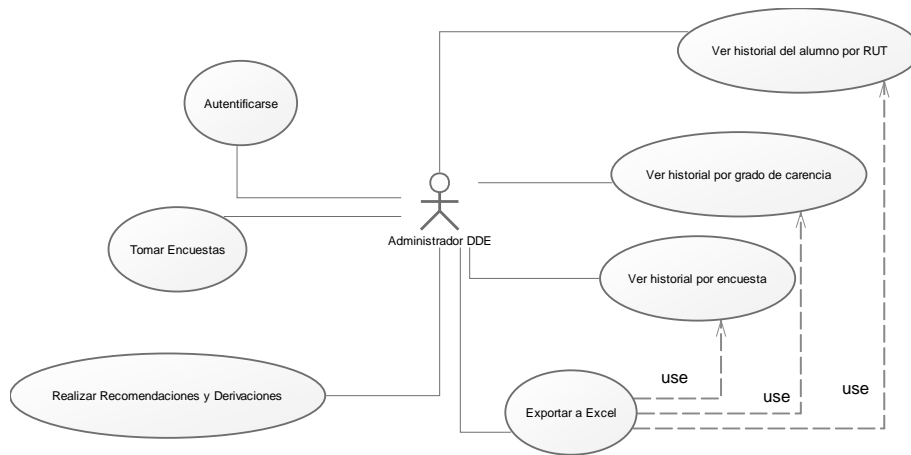 Ver historial del alumno por RUT
Autentificarse
Ver historial por grado de carencia
Administrador DDE
Tomar Encuestas
Ver historial por encuesta
use
use
use
Realizar Recomendaciones y Derivaciones
Exportar a Excel